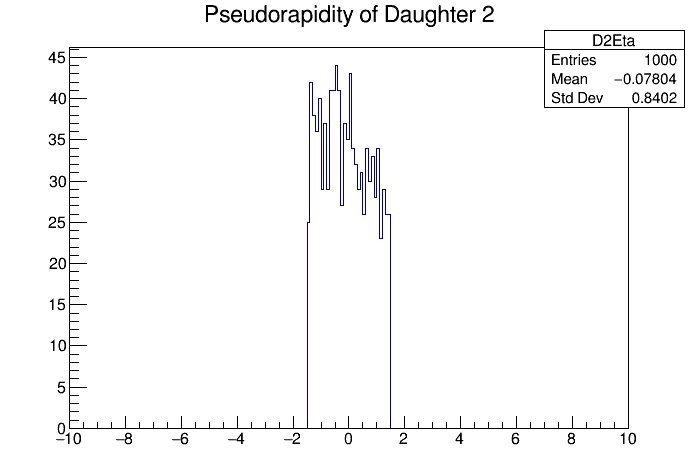 Pseudorapidity of Daughter 2
D2Eta
Entries 1000
Mean −0.07804
Std Dev 0.8402
45
40
35
30
25
20
15
10
5
0
−10 −8 −6 −4 −2 0 2 4 6 8 10